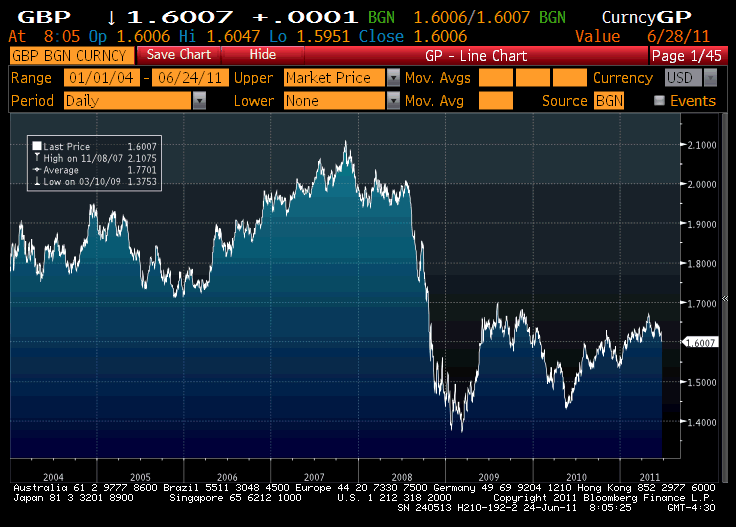 GBP ↓ 1.6007 +.0001 BGN 1.6006/1.6007 BGN CurncyGP
At 8:05 Op 1.6006 Hi 1.6047 Lo 1.5951 Close 1.6006 Value 6/28/11
GBP BGN CURNCY Save Chart Hide GP - Line Chart Page 1/45
Range 01/01/04 - 06/24/11 Upper Market Price Mov. Avgs Currency USD
Period Daily Lower None Mov. Avg Source BGN Events
Last Price 1.6007
High on 11/08/07 2.1075
Average 1.7701
Low on 03/10/09 1.3753
2.1000
2.0000
1.9000
1.8000
1.7000
1.6007
1.5000
1.4000
2004 2005 2006 2007 2008 2009 2010 2011
Australia 61 2 9777 8600 Brazil 5511 3048 4500 Europe 44 20 7330 7500 Germany 49 69 9204 1210 Hong Kong 852 2977 6000
Japan 81 3 3201 8900 Singapore 65 6212 1000 U.S. 1 212 318 2000 Copyright 2011 Bloomberg Finance L.P.
SN 240513 H210-192-2 24-Jun-11 8:05:25 GMT-4:30